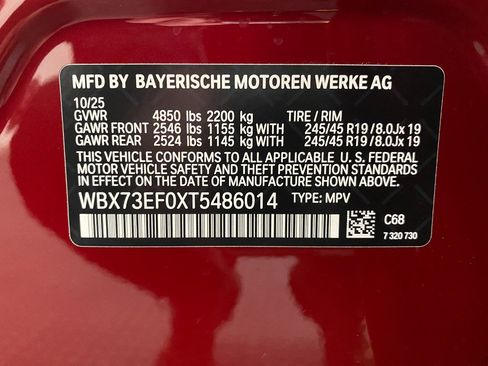 MFD BY BAYERISCHE MOTOREN WERKE AG
10/25
GVWR 4850 lbs 2200 kg TIRE / RIM
GAWR FRONT 2546 lbs 1155 kg WITH 245/45 R19 / 8.0Jx 19
GAWR REAR 2524 lbs 1145 kg WITH 245/45 R19 / 8.0Jx 19
THIS VEHICLE CONFORMS TO ALL APPLICABLE U. S. FEDERAL
MOTOR VEHICLE SAFETY AND THEFT PREVENTION STANDARDS
IN EFFECT ON THE DATE OF MANUFACTURE SHOWN ABOVE.
WBX73EF0XT5486014 TYPE: MPV
C68
7 320 730